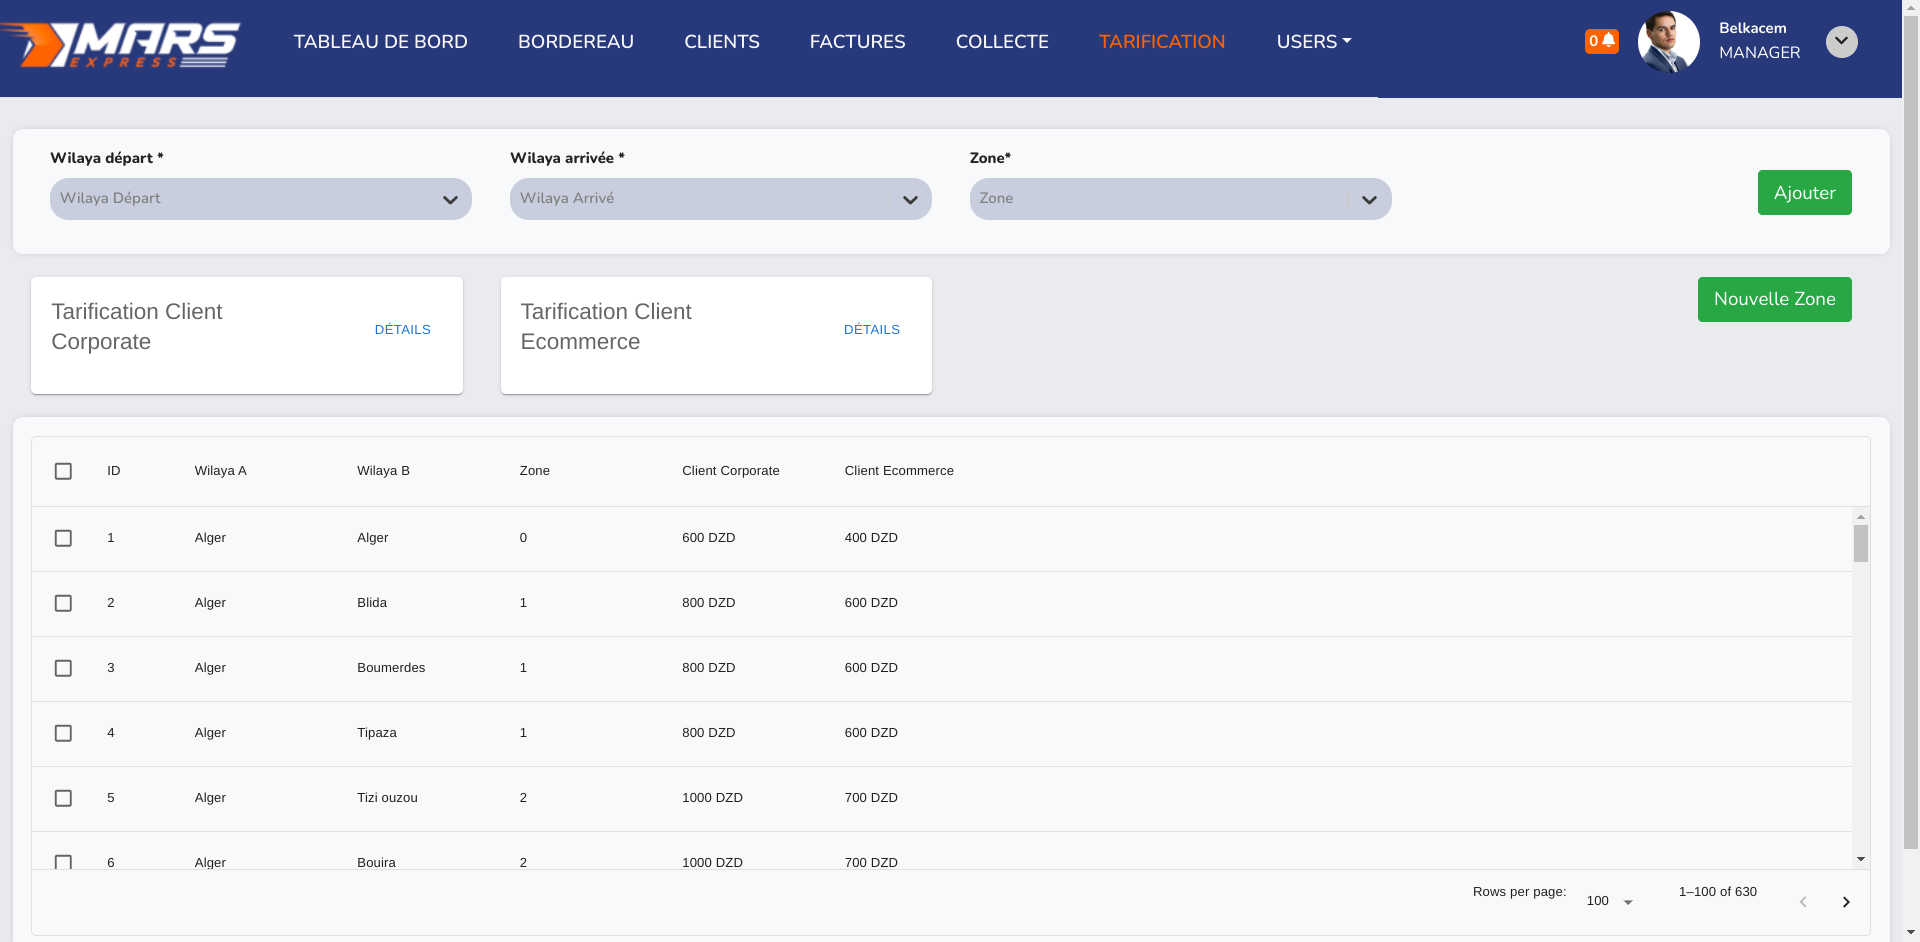 MARS
EXPRESS
TABLEAU DE BORD
BORDEREAU
CLIENTS
FACTURES
COLLECTE
TARIFICATION
USERS
0
Belkacem
MANAGER
Wilaya départ *
Wilaya arrivée *
Zone*
Wilaya Départ
Wilaya Arrivé
Zone
Ajouter
Tarification Client
Corporate
DÉTAILS
Tarification Client
Ecommerce
DÉTAILS
Nouvelle Zone
ID Wilaya A Wilaya B Zone Client Corporate Client Ecommerce
1 Alger Alger 0 600 DZD 400 DZD
2 Alger Blida 1 800 DZD 600 DZD
3 Alger Boumerdes 1 800 DZD 600 DZD
4 Alger Tipaza 1 800 DZD 600 DZD
5 Alger Tizi ouzou 2 1000 DZD 700 DZD
6 Alger Bouira 2 1000 DZD 700 DZD
Rows per page: 100 1–100 of 630